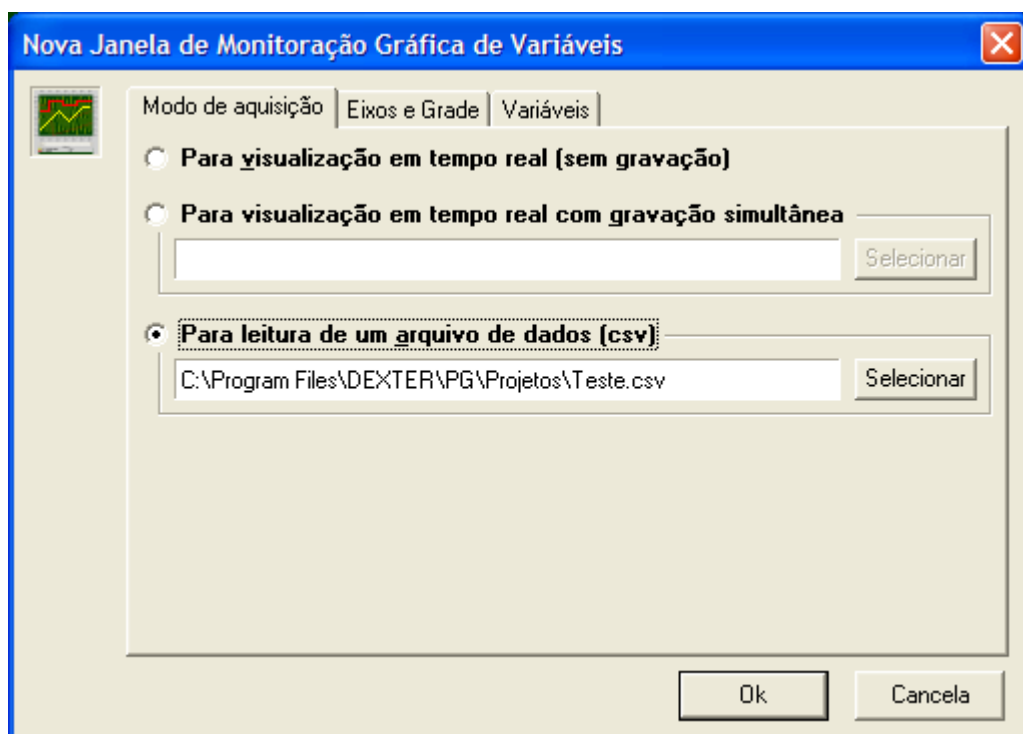 Nova Janela de Monitoração Gráfica de Variáveis
Modo de aquisição Eixos e Grade Variáveis
Para visualização em tempo real (sem gravação)
Para visualização em tempo real com gravação simultânea
Selecionar
Para leitura de um arquivo de dados (csv)
C:\Program Files\DEXTER\PG\Projetos\Teste.csv Selecionar
Ok Cancela